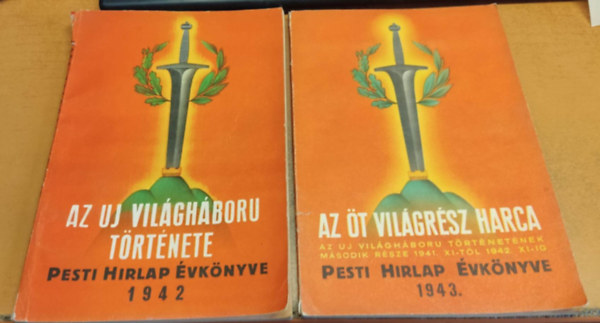 AZ UJ VILÁGHÁBORU
TÖRTÉNETE
PESTI HIRLAP ÉVKÖNYVE
1942
AZ ÖT VILÁGRÉSZ HARCA
AZ UJ VILÁGHÁBORU TÖRTÉNETÉNEK
MÁSODIK RÉSZE 1941. XI-TŐL 1942. XI-IG
PESTI HIRLAP ÉVKÖNYVE
1943.